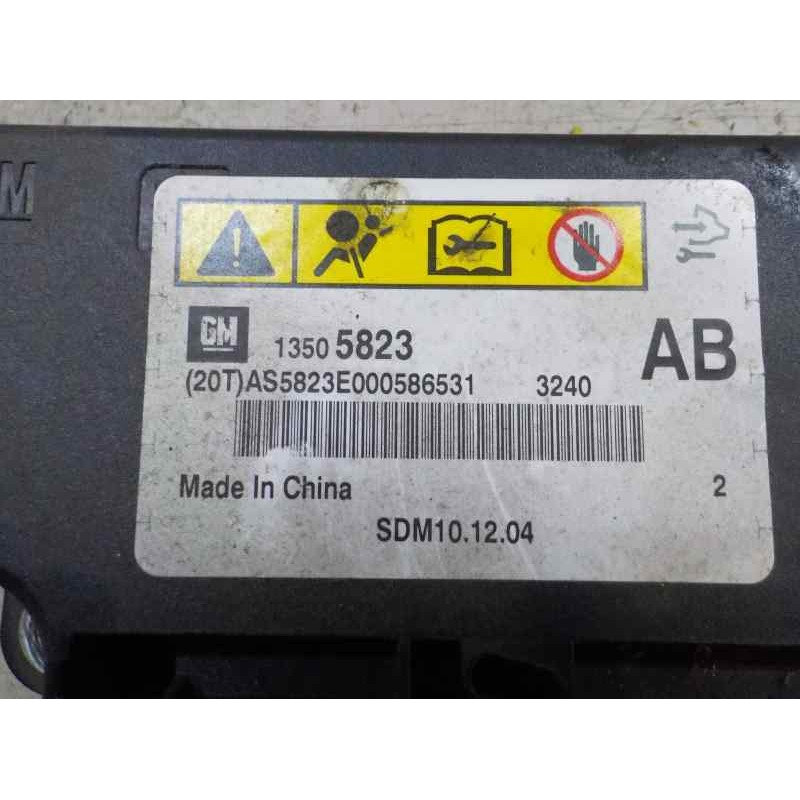 M
GM
1350 5823
AB
(20T)AS5823E000586531 3240
Made In China 2
SDM10.12.04